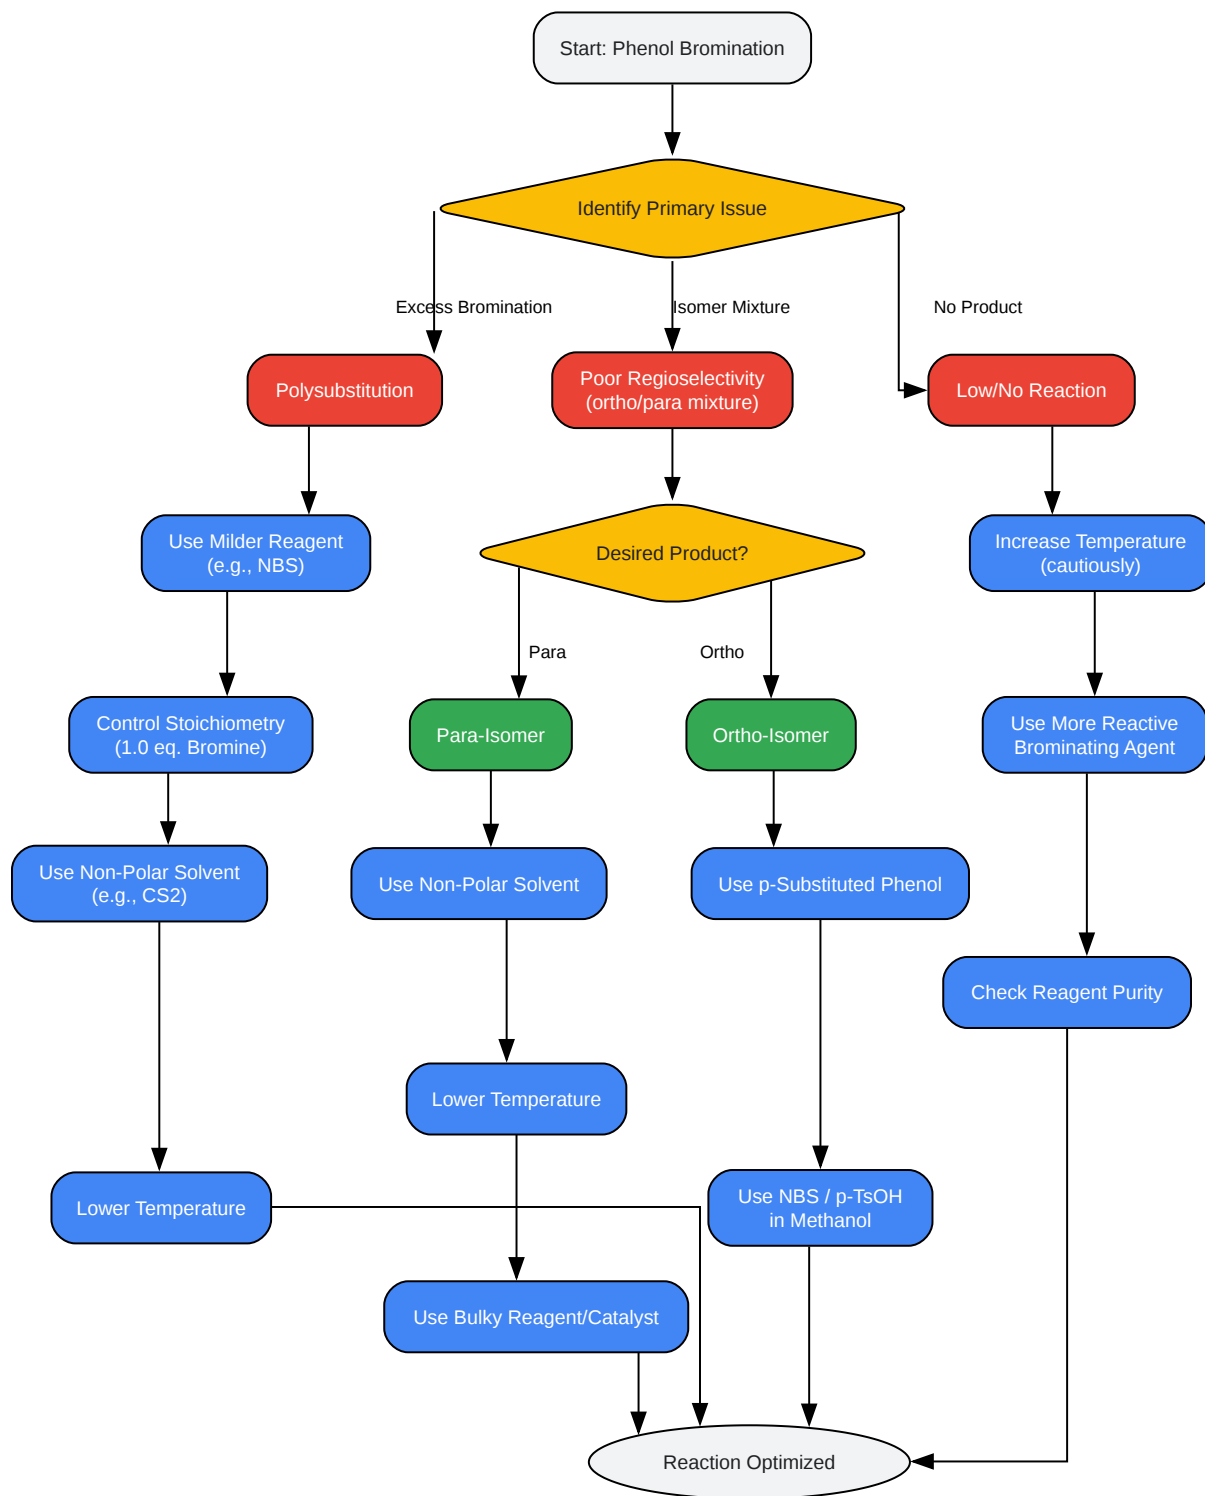 Start: Phenol Bromination
Identify Primary Issue
Excess Bromination
Isomer Mixture
No Product
Polysubstitution
Poor Regioselectivity
(ortho/para mixture)
Low/No Reaction
Use Milder Reagent
(e.g., NBS)
Desired Product?
Increase Temperature
(cautiously)
Para
Ortho
Control Stoichiometry
(1.0 eq. Bromine)
Para-Isomer
Ortho-Isomer
Use More Reactive
Brominating Agent
Use Non-Polar Solvent
(e.g., CS2)
Use Non-Polar Solvent
Use p-Substituted Phenol
Check Reagent Purity
Lower Temperature
Lower Temperature
Use NBS / p-TsOH
in Methanol
Use Bulky Reagent/Catalyst
Reaction Optimized